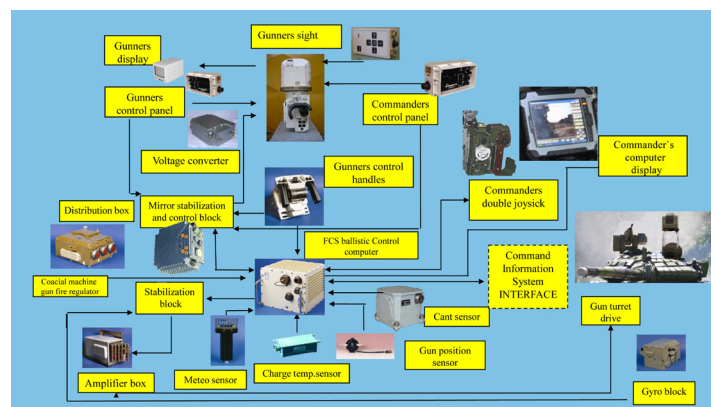 Gunners sight
Gunners
display
Gunners
control panel
Commanders
control panel
Voltage converter
Commander`s
computer
display
Gunners control
handles
Commanders
double joysick
Distribution box
Mirror stabilization
and control block
FCS ballistic Control
computer
Command
Information
System
INTERFACE
Coacial machine
gun fire regulator
Stabilization
block
Cant sensor
Gun turret
drive
Gun position
sensor
Amplifier box
Meteo sensor
Charge temp.sensor
Gyro block